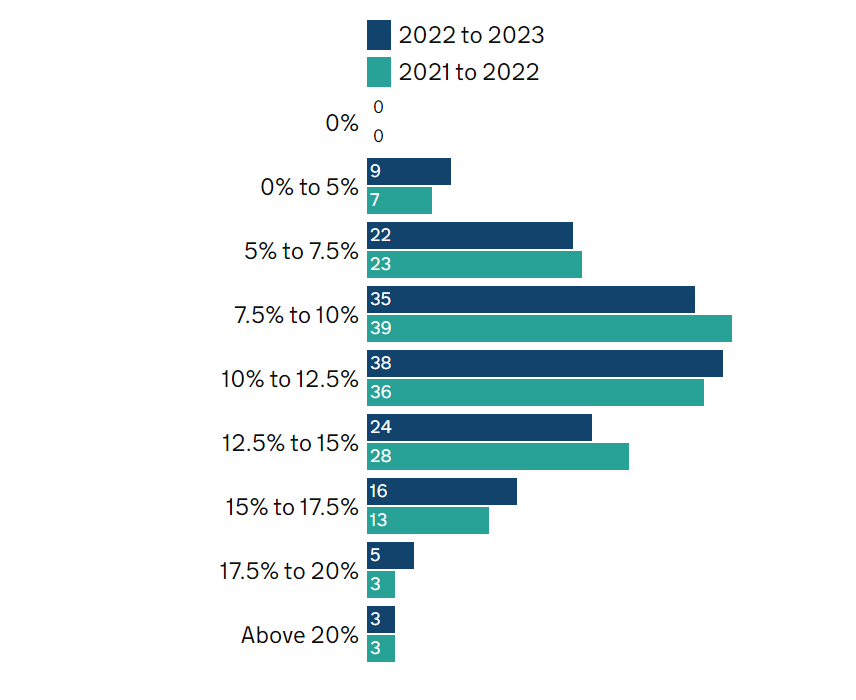 2022 to 2023
2021 to 2022
0%
0
0
0% to 5%
9
7
5% to 7.5%
22
23
7.5% to 10%
35
39
10% to 12.5%
38
36
12.5% to 15%
24
28
15% to 17.5%
16
13
17.5% to 20%
5
3
Above 20%
3
3